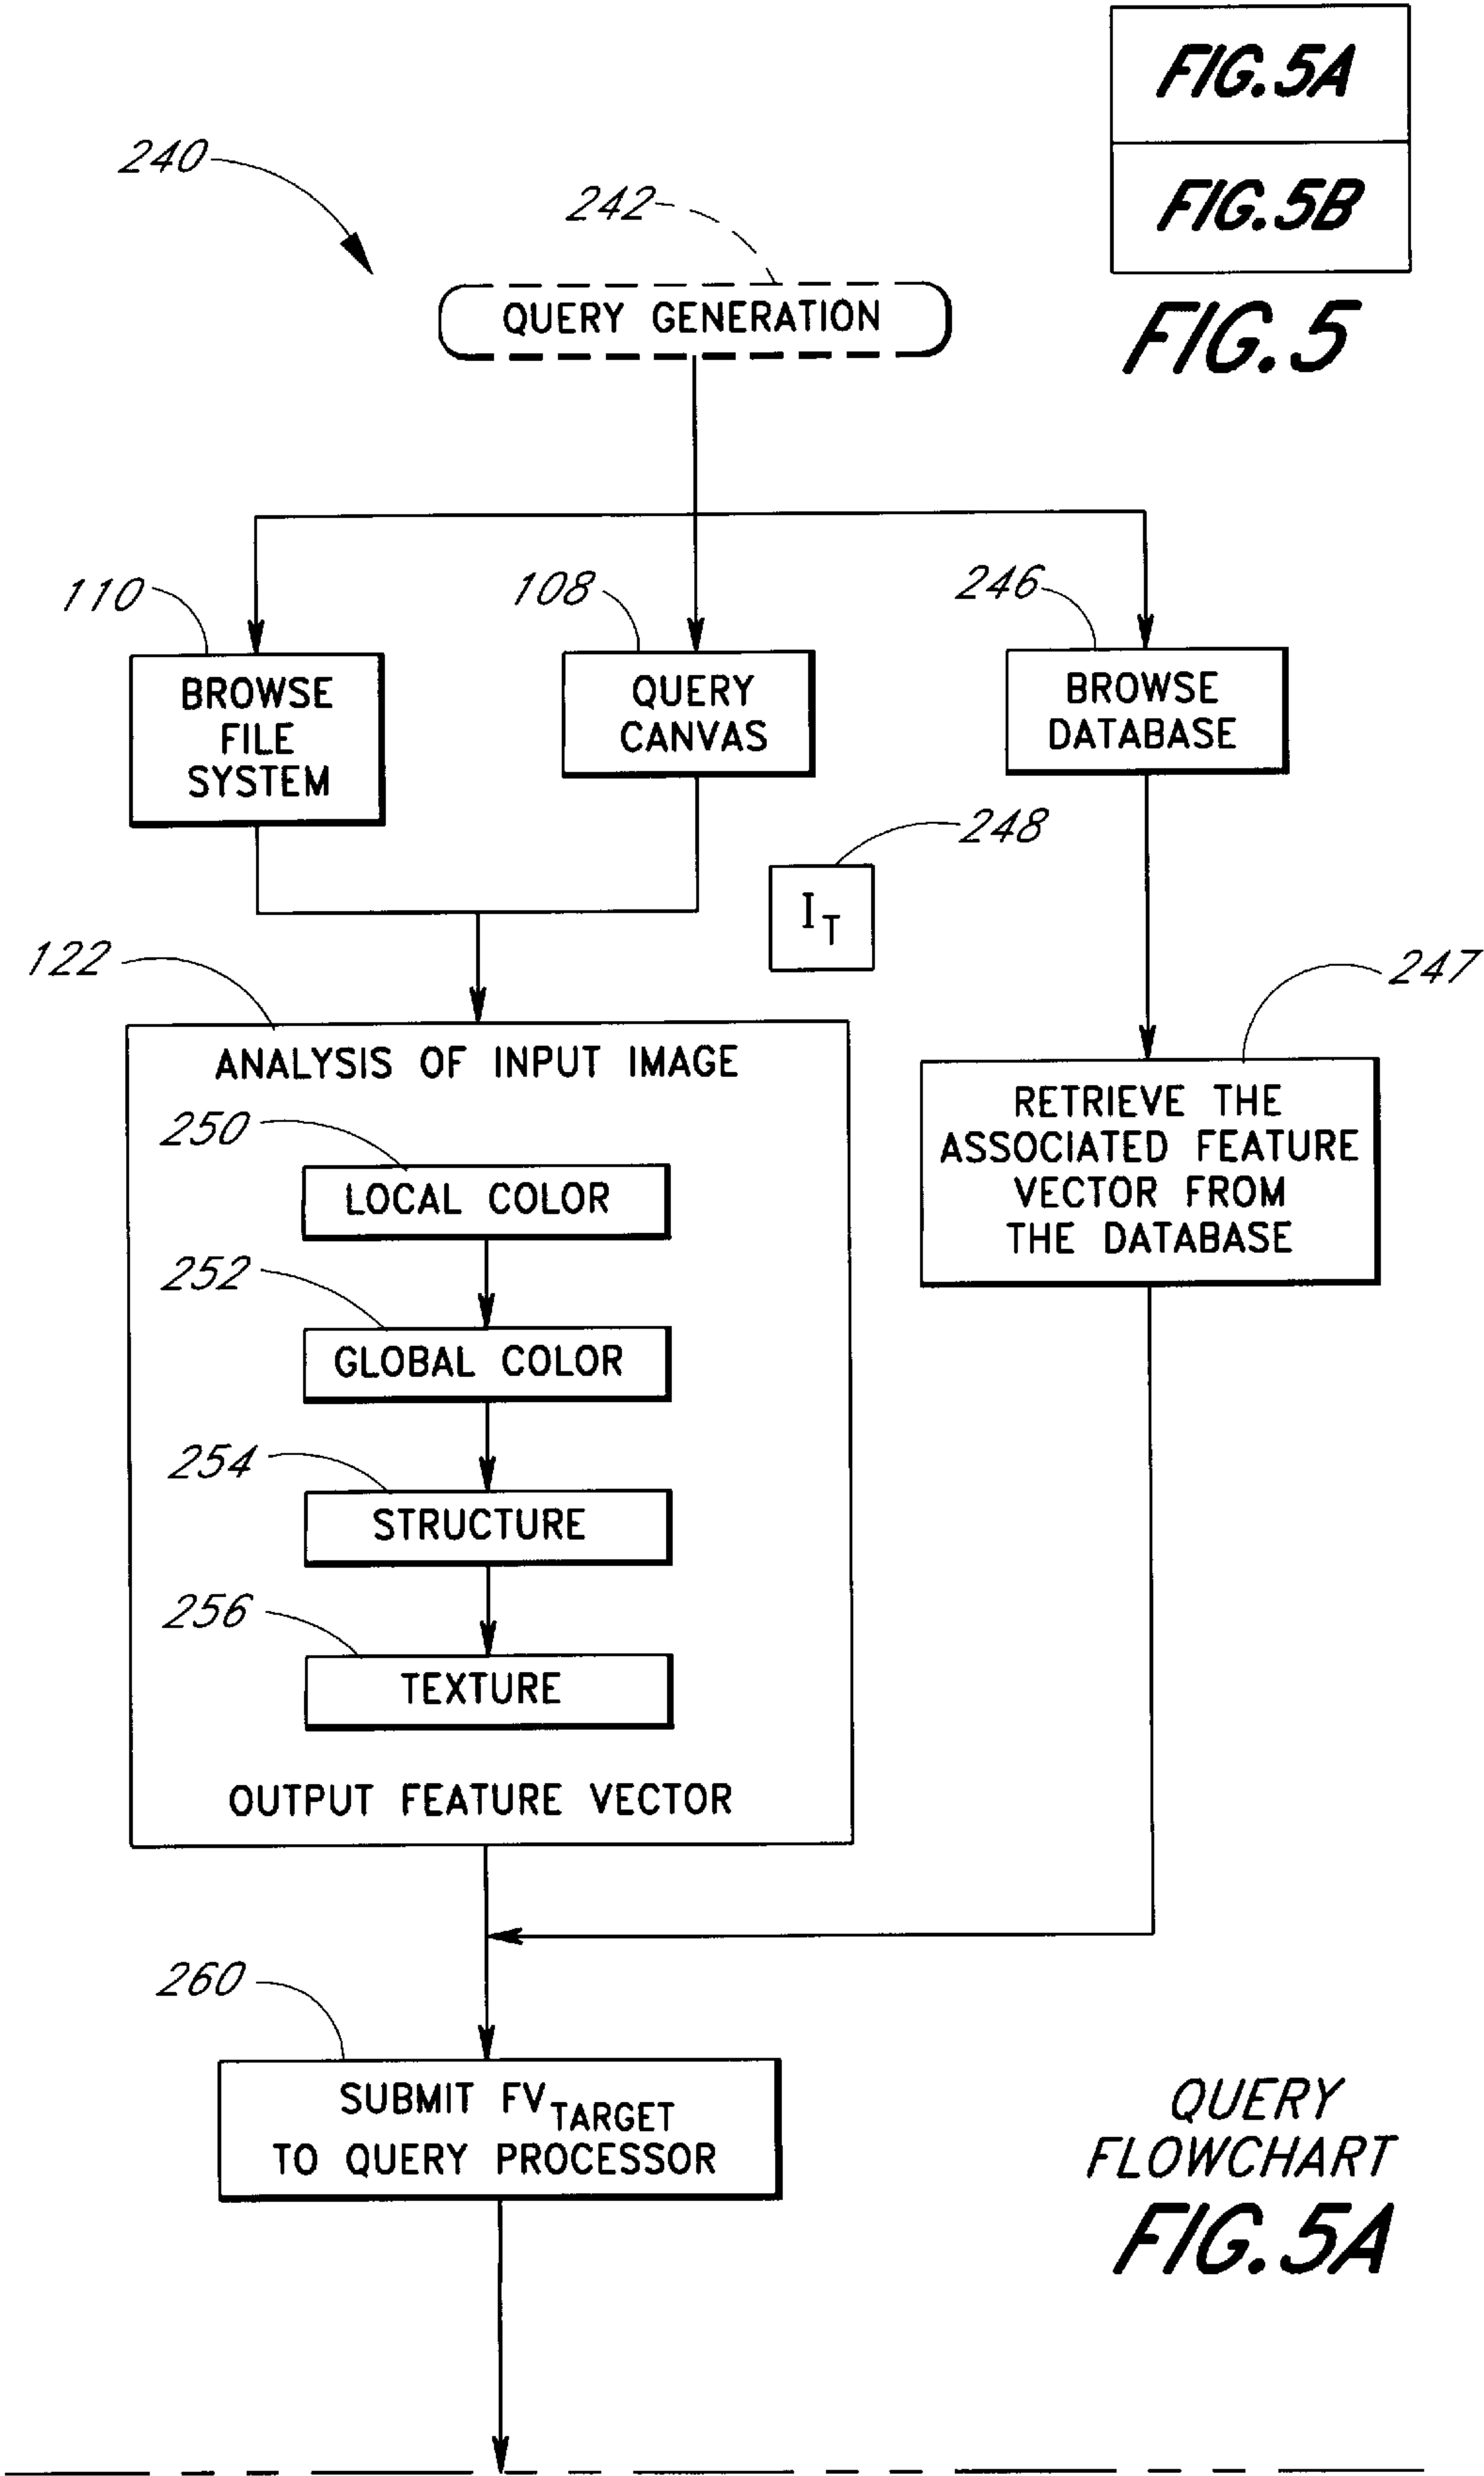 FIG. 5A
FIG. 5B
FIG. 5
240
242
QUERY GENERATION
110
108
246
BROWSE
FILE
SYSTEM
QUERY
CANVAS
BROWSE
DATABASE
248
I_T
122
247
ANALYSIS OF INPUT IMAGE
RETRIEVE THE
ASSOCIATED FEATURE
VECTOR FROM
THE DATABASE
250
LOCAL COLOR
252
GLOBAL COLOR
254
STRUCTURE
256
TEXTURE
OUTPUT FEATURE VECTOR
260
SUBMIT FV_TARGET
TO QUERY PROCESSOR
QUERY
FLOWCHART
FIG. 5A